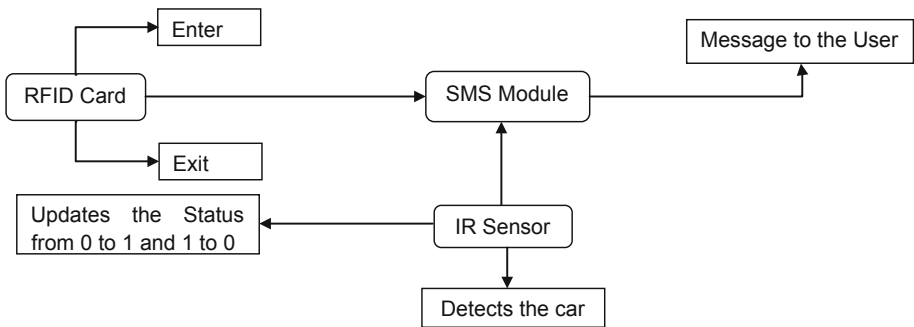 Enter
Message to the User
RFID Card
SMS Module
Exit
Updates the Status
from 0 to 1 and 1 to 0
IR Sensor
Detects the car